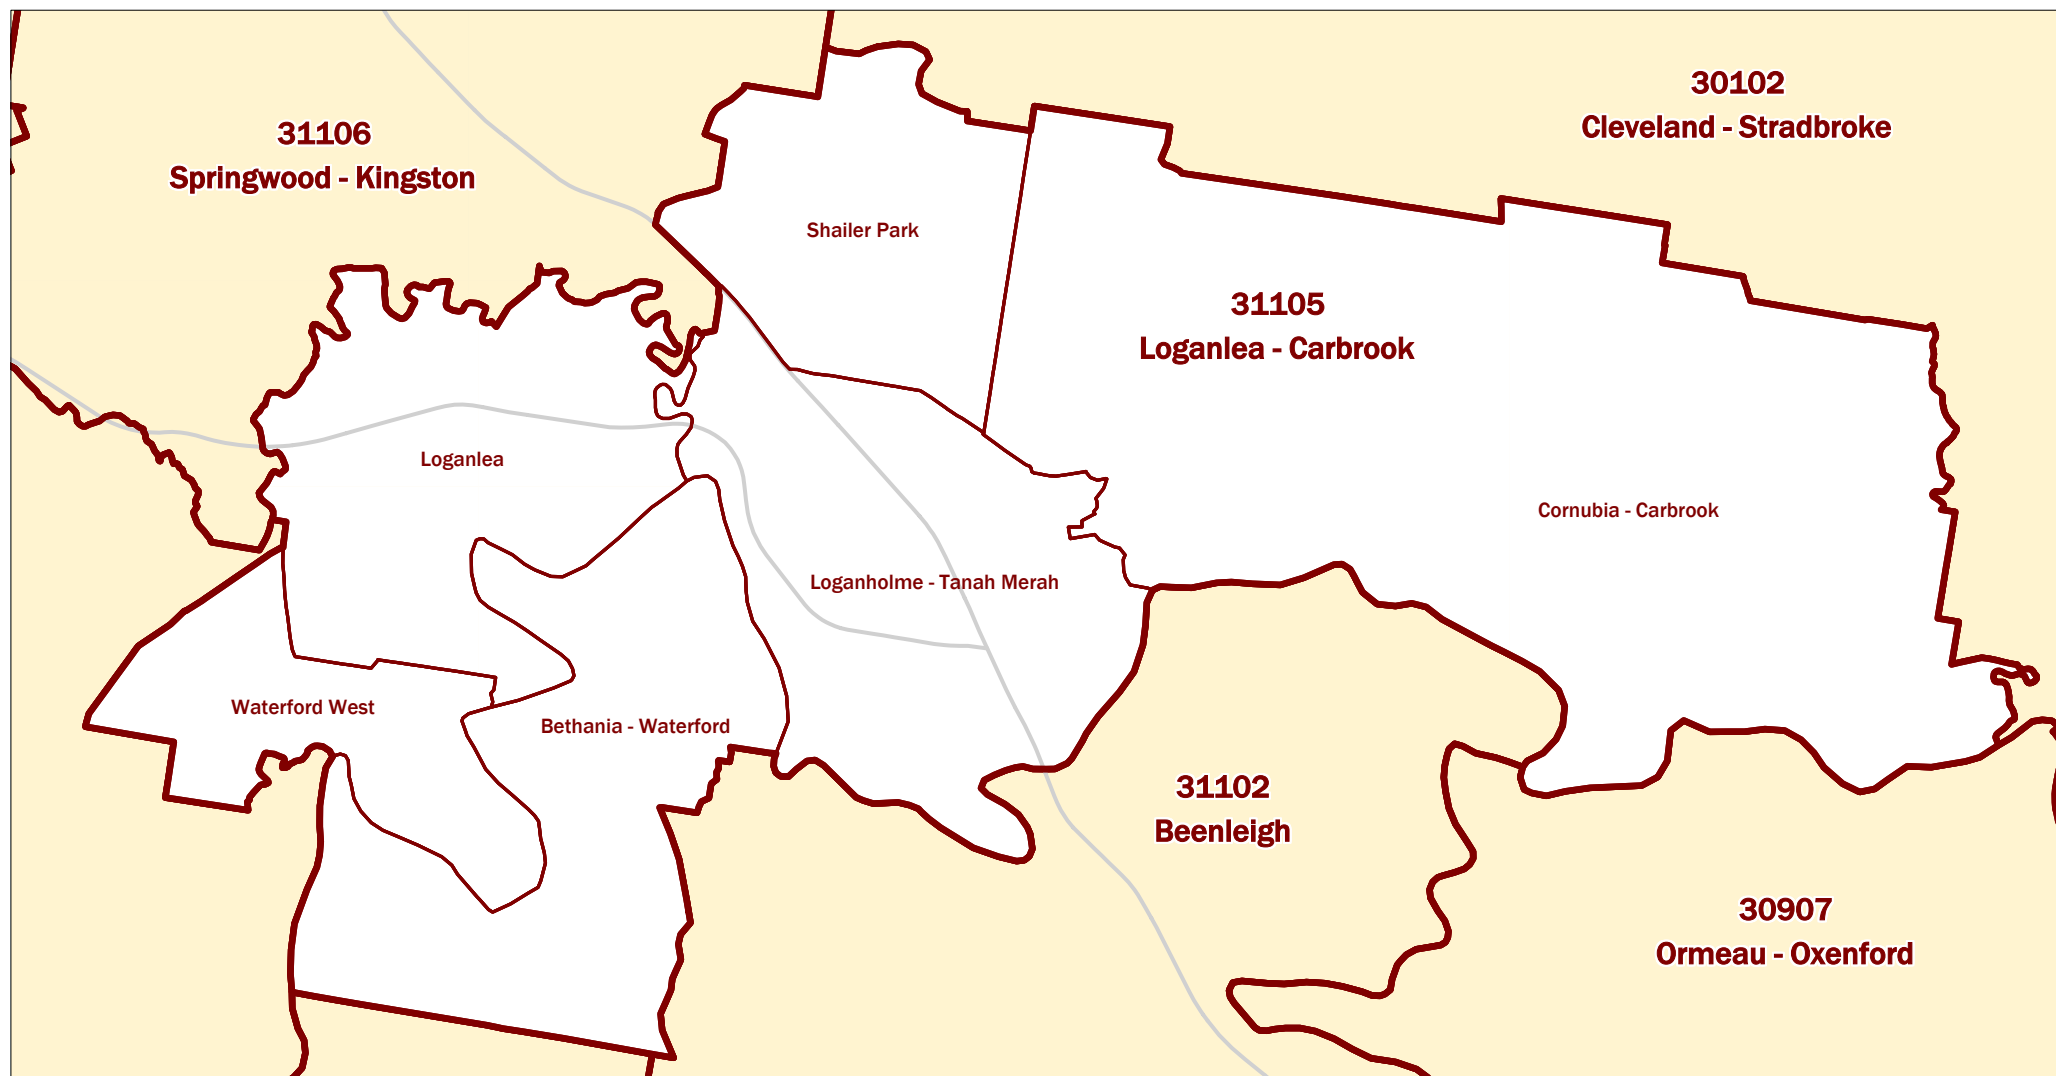 30102
Cleveland - Stradbroke
31106
Springwood - Kingston
Shailer Park
31105
Loganlea - Carbrook
Loganlea
Cornubia - Carbrook
Loganholme - Tanah Merah
Waterford West
Bethania - Waterford
31102
Beenleigh
30907
Ormeau - Oxenford